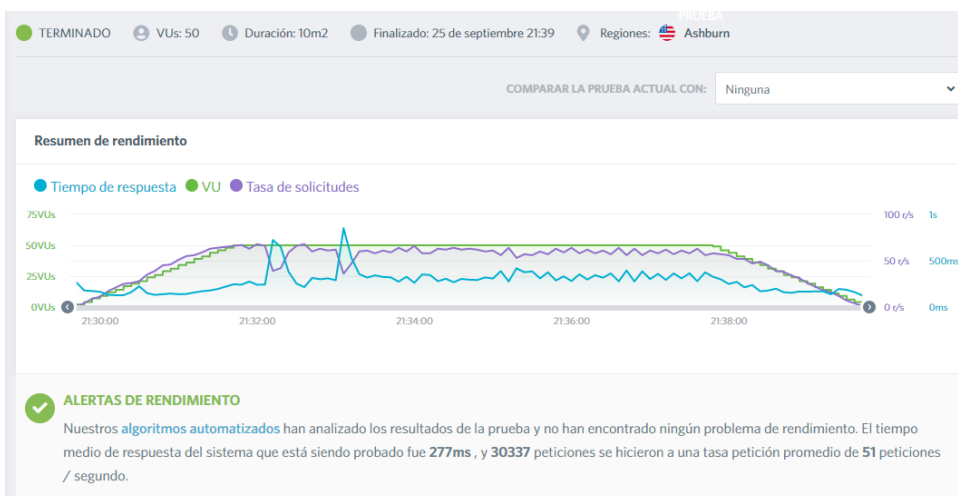 PRUEBA
TERMINADO VUs: 50 Duración: 10m2 Finalizado: 25 de septiembre 21:39 Regiones: Ashburn
COMPARAR LA PRUEBA ACTUAL CON: Ninguna
Resumen de rendimiento
Tiempo de respuesta VU Tasa de solicitudes
75VUs 100 r/s 1s
50VUs
50 r/s 500ms
25VUs
0VUs 0 r/s 0ms
21:30:00 21:32:00 21:34:00 21:36:00 21:38:00
ALERTAS DE RENDIMIENTO
Nuestros algoritmos automatizados han analizado los resultados de la prueba y no han encontrado ningún problema de rendimiento. El tiempo
medio de respuesta del sistema que está siendo probado fue 277ms , y 30337 peticiones se hicieron a una tasa petición promedio de 51 peticiones
/ segundo.